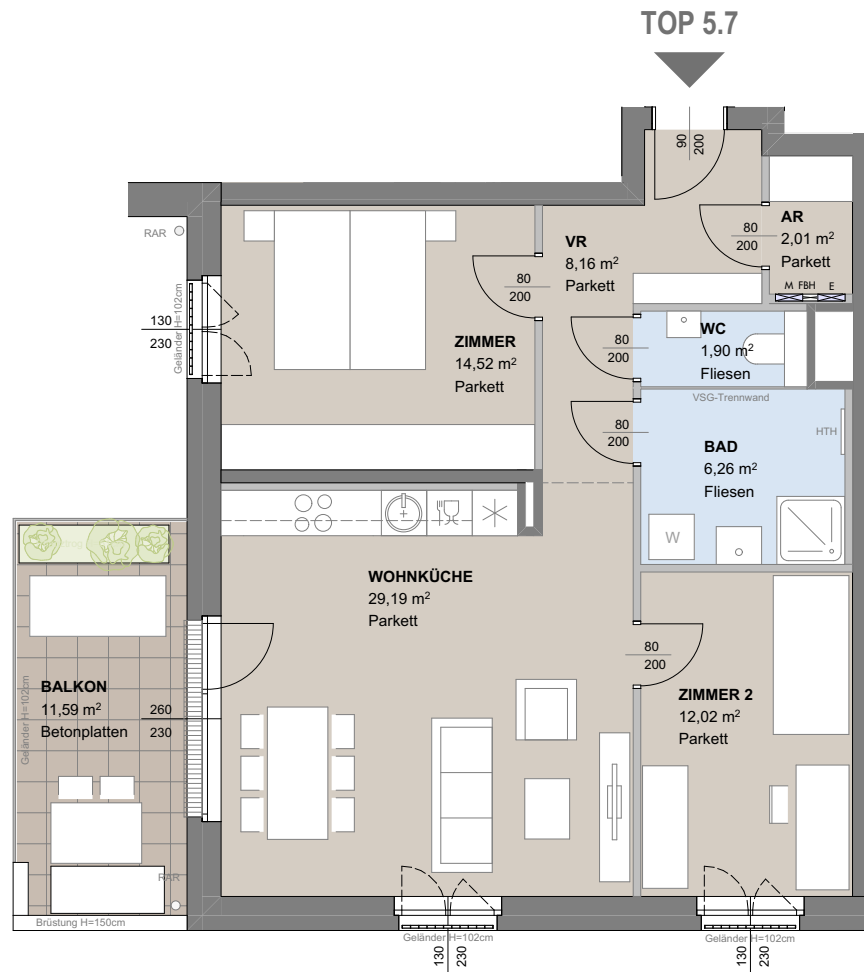 TOP 5.7
90
200
AR
2,01 m²
Parkett
80
200
M FBH E
VR
8,16 m²
Parkett
RAR
Geländer H=102cm
130
230
80
200
ZIMMER
14,52 m²
Parkett
80
200
WC
1,90 m²
Fliesen
VSG-Trennwand
80
200
BAD
6,26 m²
Fliesen
HTH
W
WOHNKÜCHE
29,19 m²
Parkett
80
200
ZIMMER 2
12,02 m²
Parkett
BALKON
11,59 m²
Betonplatten
260
230
Geländer H=102cm
RAR
Brüstung H=150cm
Geländer H=102cm
130
230
Geländer H=102cm
130
230